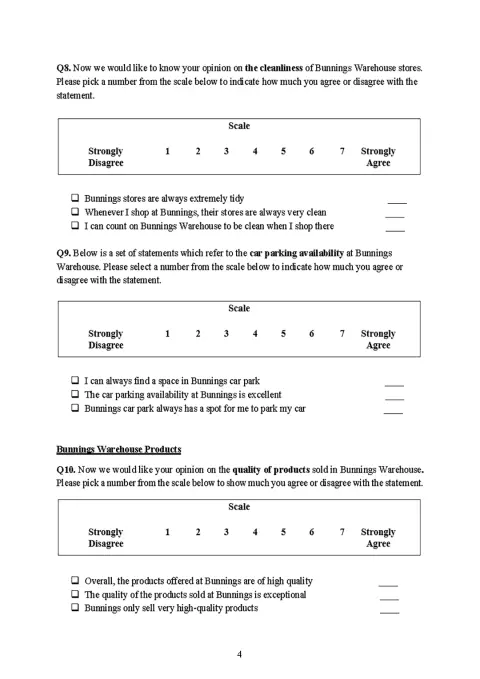 Q8. Now we would like to know your opinion on the cleanliness of Bunnings Warehouse stores.
Please pick a number from the scale below to indicate how much you agree or disagree with the
statement.
Scale
Strongly Disagree 1 2 3 4 5 6 7 Strongly Agree
❑ Bunnings stores are always extremely tidy ____
❑ Whenever I shop at Bunnings, their stores are always very clean ____
❑ I can count on Bunnings Warehouse to be clean when I shop there ____
Q9. Below is a set of statements which refer to the car parking availability at Bunnings
Warehouse. Please select a number from the scale below to indicate how much you agree or
disagree with the statement.
Scale
Strongly Disagree 1 2 3 4 5 6 7 Strongly Agree
❑ I can always find a space in Bunnings car park ____
❑ The car parking availability at Bunnings is excellent ____
❑ Bunnings car park always has a spot for me to park my car ____
Bunnings Warehouse Products
Q10. Now we would like your opinion on the quality of products sold in Bunnings Warehouse.
Please pick a number from the scale below to show much you agree or disagree with the statement.
Scale
Strongly Disagree 1 2 3 4 5 6 7 Strongly Agree
❑ Overall, the products offered at Bunnings are of high quality ____
❑ The quality of the products sold at Bunnings is exceptional ____
❑ Bunnings only sell very high-quality products ____
4